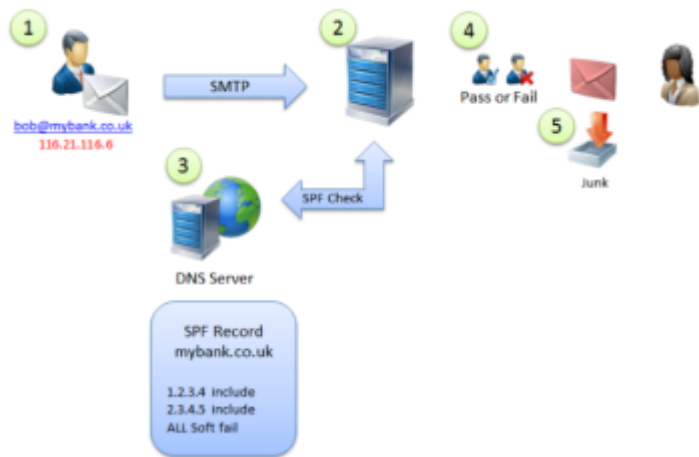 1
2
4
SMTP
Pass or Fail
bob@mybank.co.uk
116.21.116.6
5
Junk
3
SPF Check
DNS Server
SPF Record
mybank.co.uk
1.2.3.4 include
2.3.4.5 include
ALL Soft fail